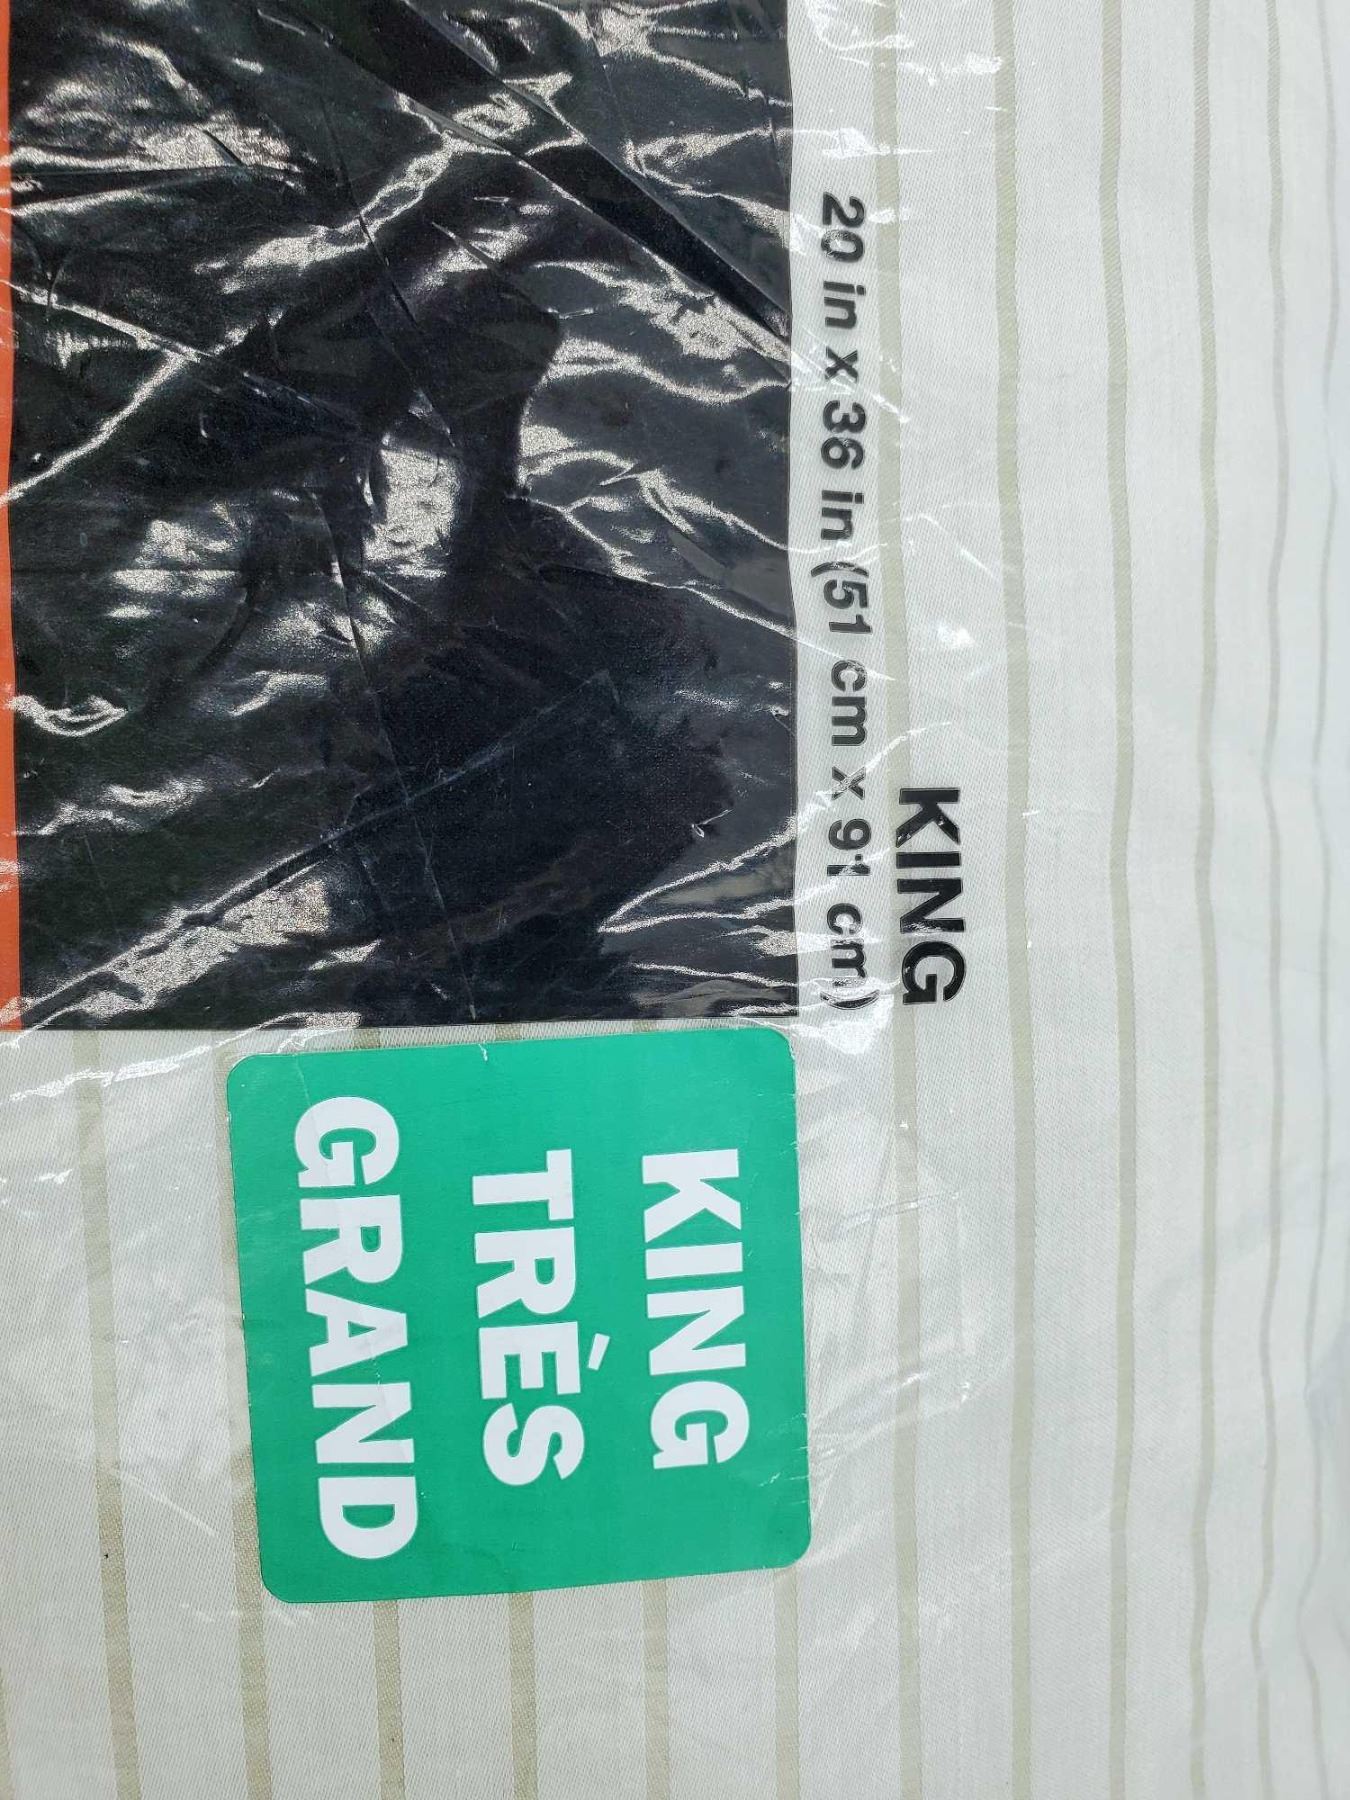 KING
20 in x 36 in (51 cm x 91 cm)
KING
TRÉS
GRAND